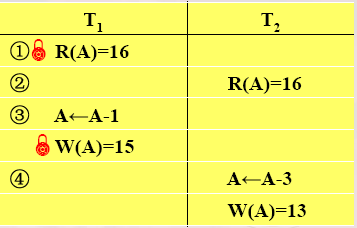 T1 T2
① R(A)=16
② R(A)=16
③ A←A-1
W(A)=15
④ A←A-3
W(A)=13